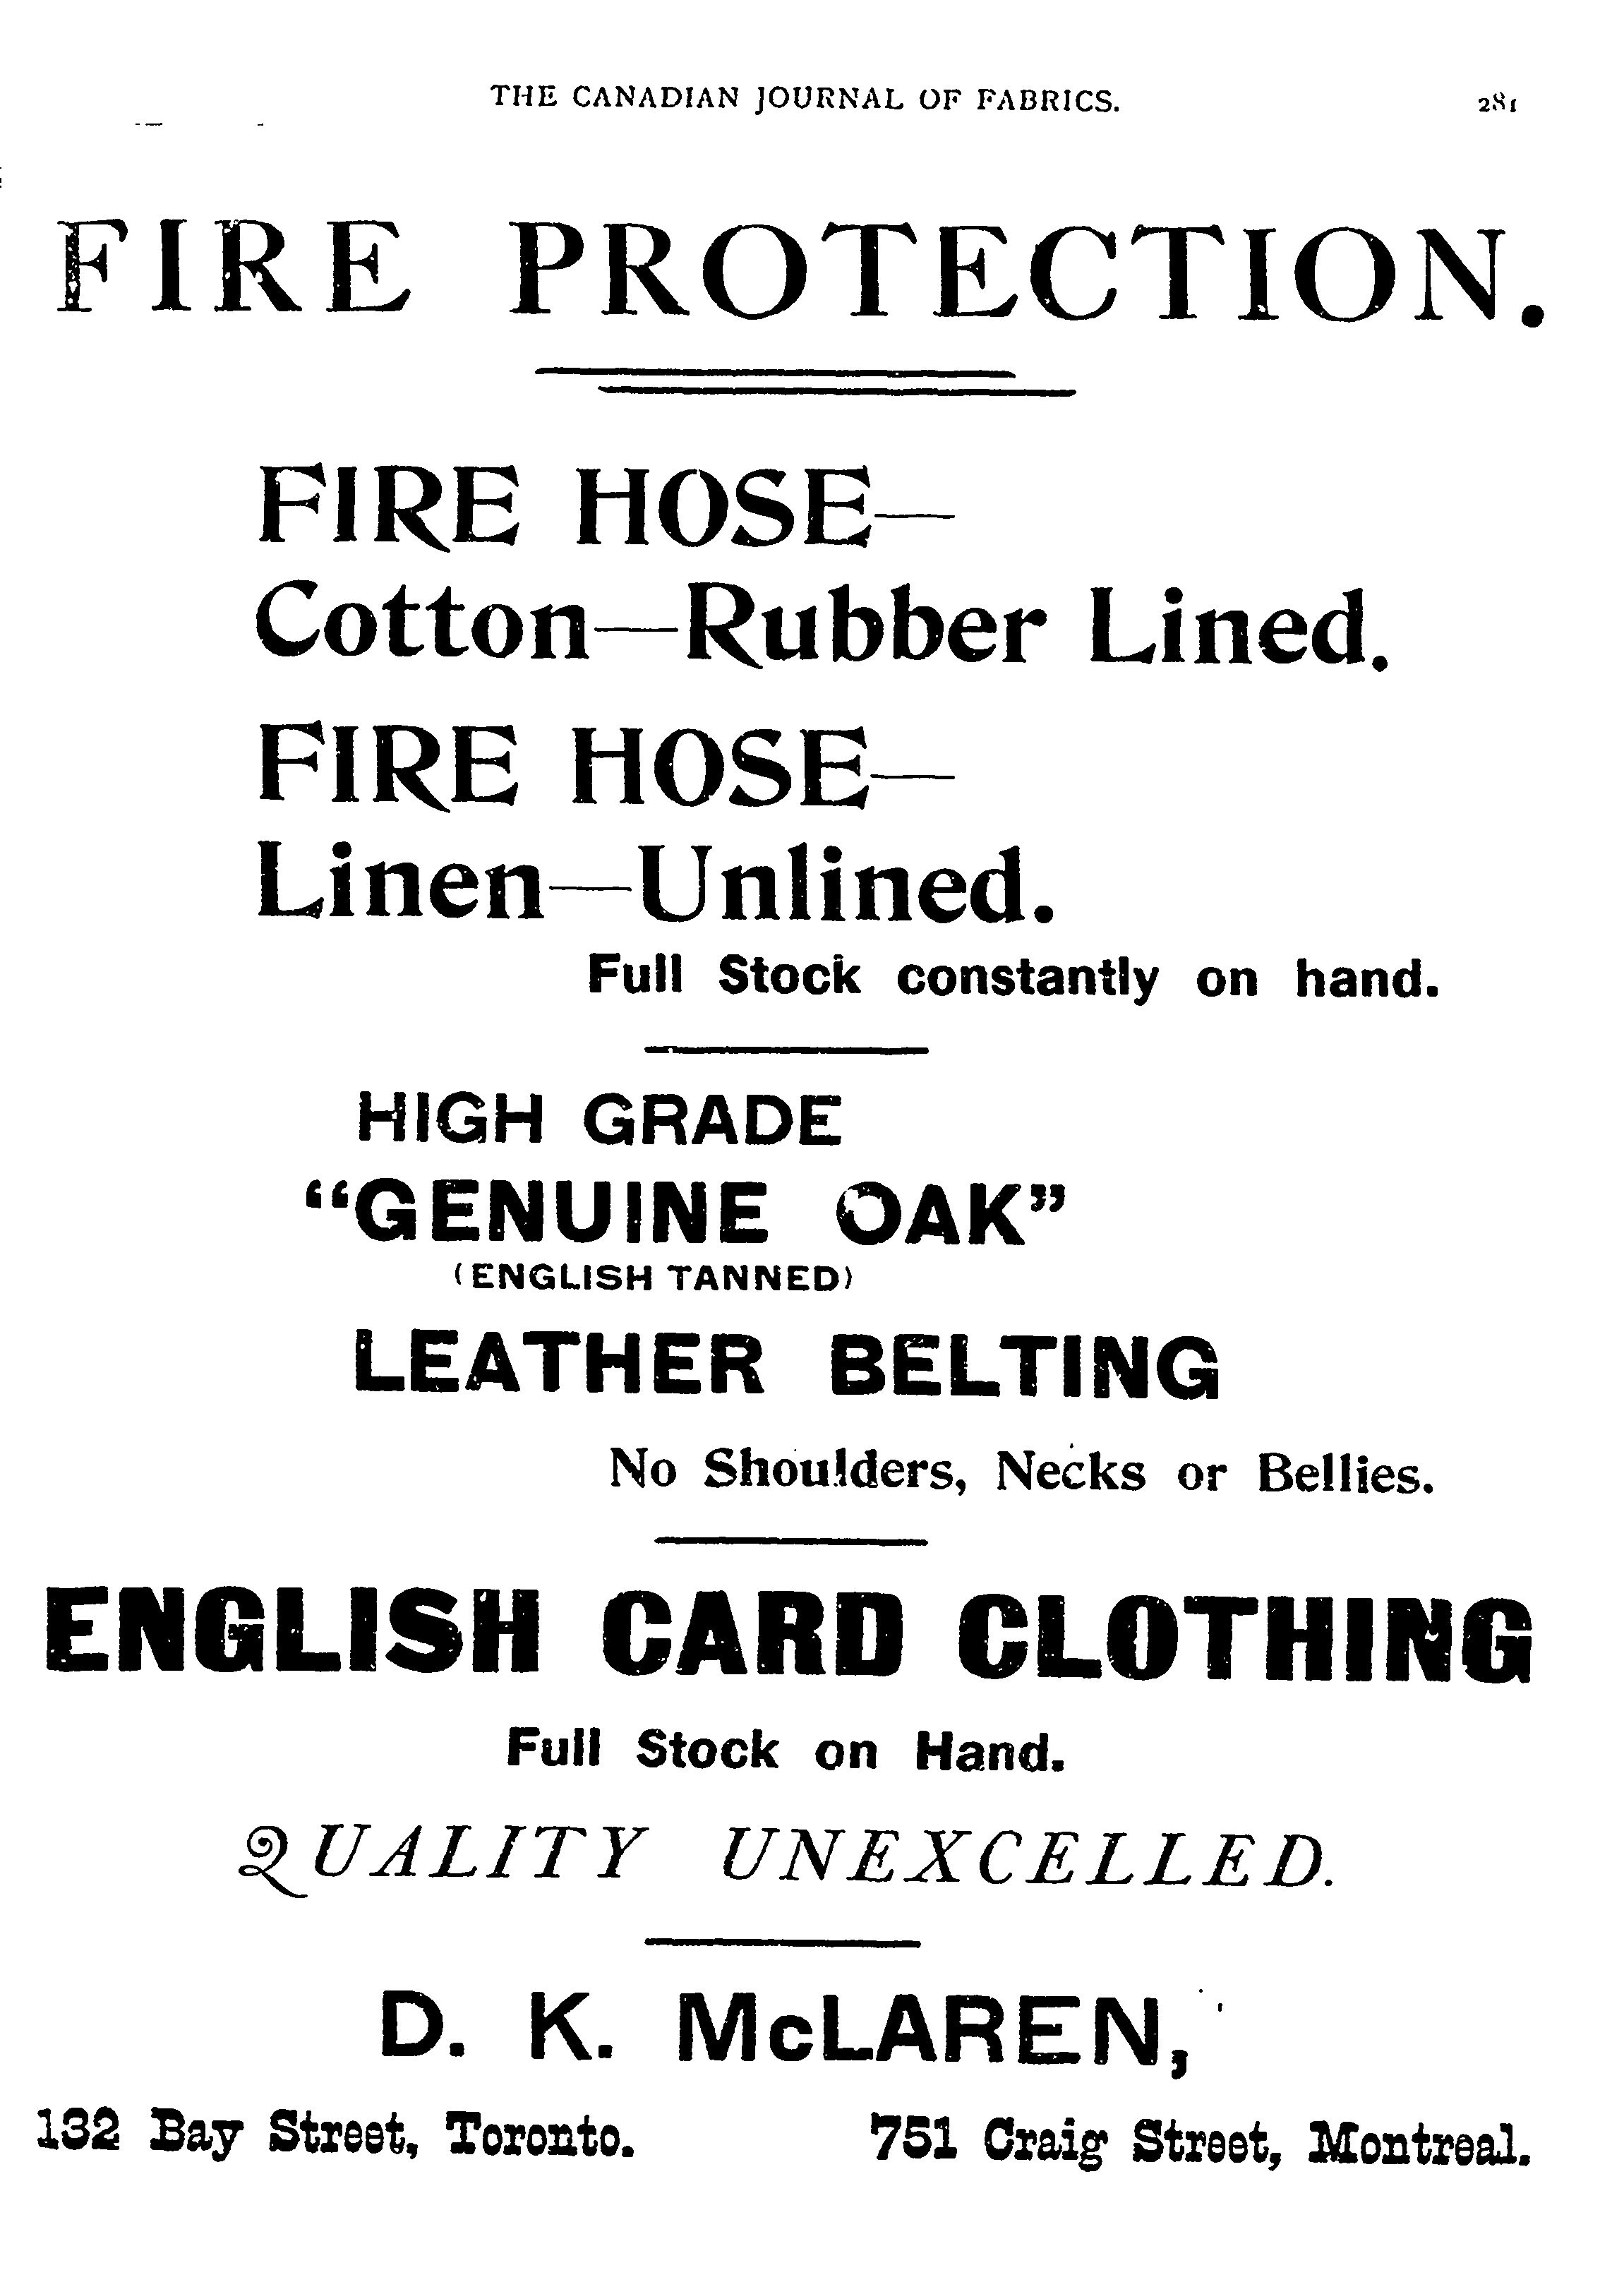 THE CANADIAN JOURNAL OF FABRICS. 281
FIRE PROTECTION.
FIRE HOSE—
Cotton—Rubber Lined.
FIRE HOSE—
Linen—Unlined.
Full Stock constantly on hand.
HIGH GRADE
“GENUINE OAK”
(ENGLISH TANNED)
LEATHER BELTING
No Shoulders, Necks or Bellies.
ENGLISH CARD CLOTHING
Full Stock on Hand.
QUALITY UNEXCELLED.
D. K. McLAREN,
132 Bay Street, Toronto. 751 Craig Street, Montreal.